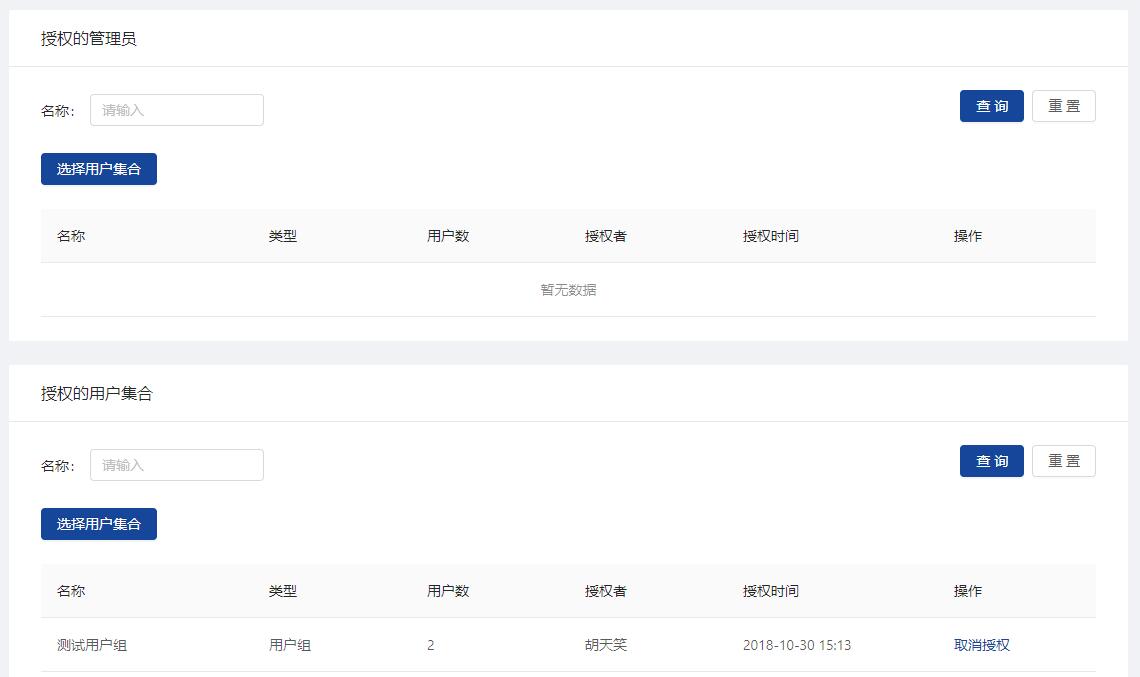 授权的管理员
名称： 请输入 查 询 重 置
选择用户集合
名称 类型 用户数 授权者 授权时间 操作
暂无数据
授权的用户集合
名称： 请输入 查 询 重 置
选择用户集合
名称 类型 用户数 授权者 授权时间 操作
测试用户组 用户组 2 胡天笑 2018-10-30 15:13 取消授权